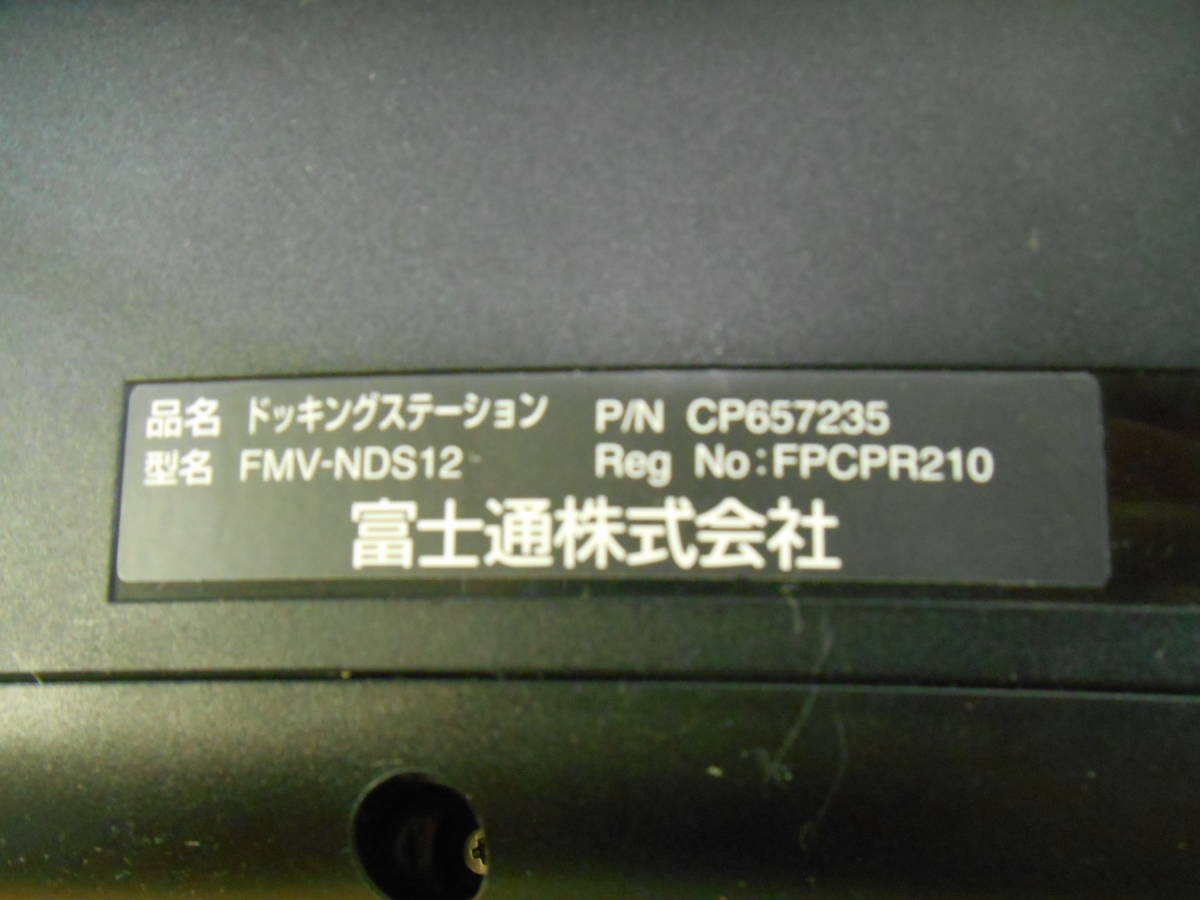 品名 ドッキングステーション P/N CP657235
型名 FMV-NDS12 Reg No:FPCPR210
富士通株式会社